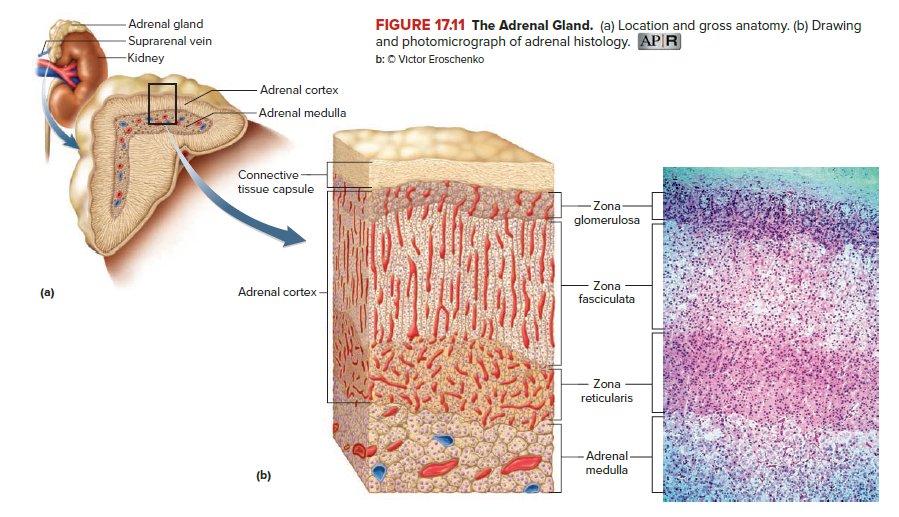 Adrenal gland
Suprarenal vein
Kidney
FIGURE 17.11 The Adrenal Gland. (a) Location and gross anatomy. (b) Drawing
and photomicrograph of adrenal histology. AP|R
b: © Victor Eroschenko
Adrenal cortex
Adrenal medulla
Connective
tissue capsule
Zona
glomerulosa
(a)
Adrenal cortex
Zona
fasciculata
Zona
reticularis
(b)
Adrenal
medulla